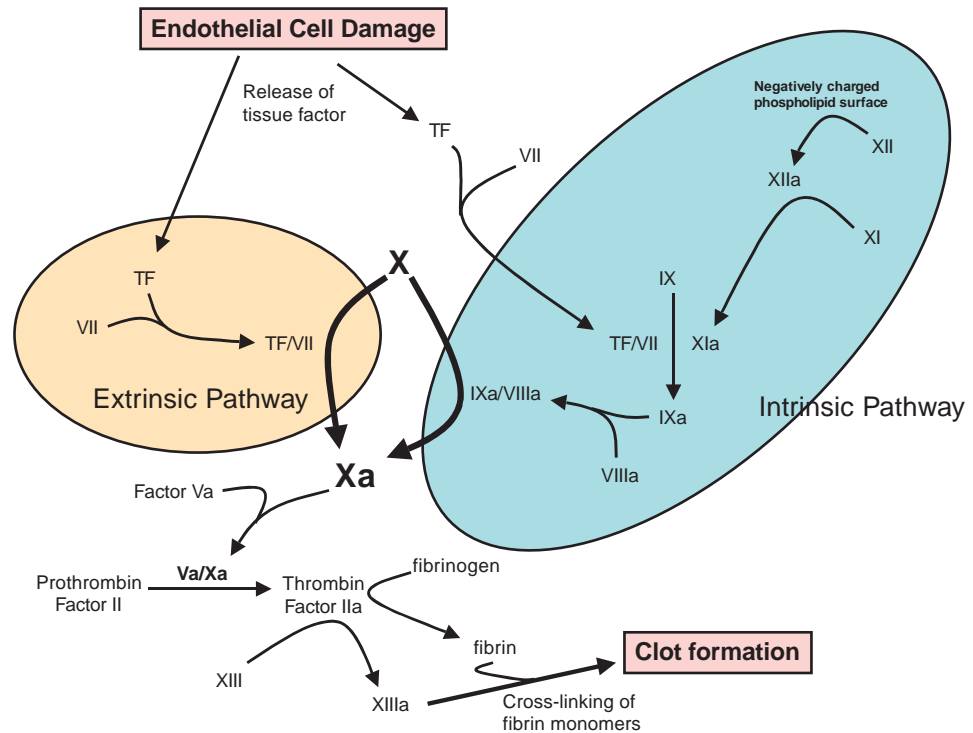 Endothelial Cell Damage
Release of
tissue factor
TF
VII
Negatively charged
phospholipid surface
XII
XIIa
XI
X
IX
TF
VII
TF/VII
TF/VII
XIa
Extrinsic Pathway
IXa/VIIIa
IXa
Intrinsic Pathway
VIIIa
Xa
Factor Va
Va/Xa
Prothrombin
Factor II
Thrombin
Factor IIa
fibrinogen
fibrin
Clot formation
XIII
XIIIa
Cross-linking of
fibrin monomers